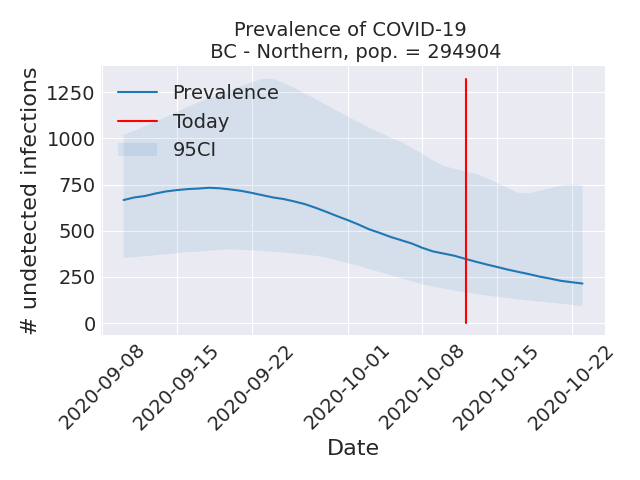 Prevalence of COVID-19
BC - Northern, pop. = 294904
# undetected infections
1250
1000
750
500
250
0
Prevalence
Today
95CI
2020-09-08
2020-09-15
2020-09-22
2020-10-01
2020-10-08
2020-10-15
2020-10-22
Date